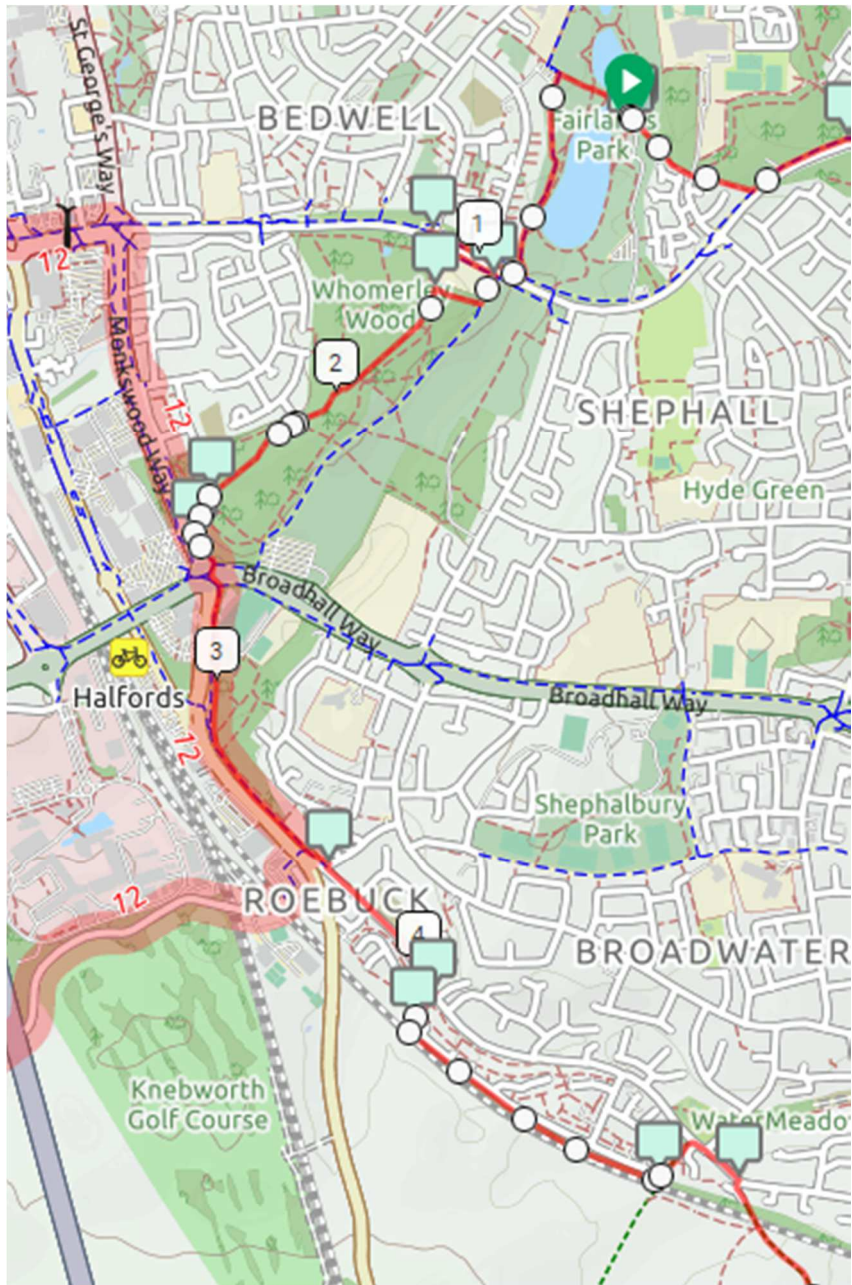 St George's Way
BEDWELL
Fairlands
Park
1
12
Whomerley
Wood
Monkswood Way
2
12
SHEPHALL
Hyde Green
Broadhall Way
3
Halfords
Broadhall Way
12
Shephalbury
Park
12
ROEBUCK
4
BROADWATER
Knebworth
Golf Course
WaterMeado